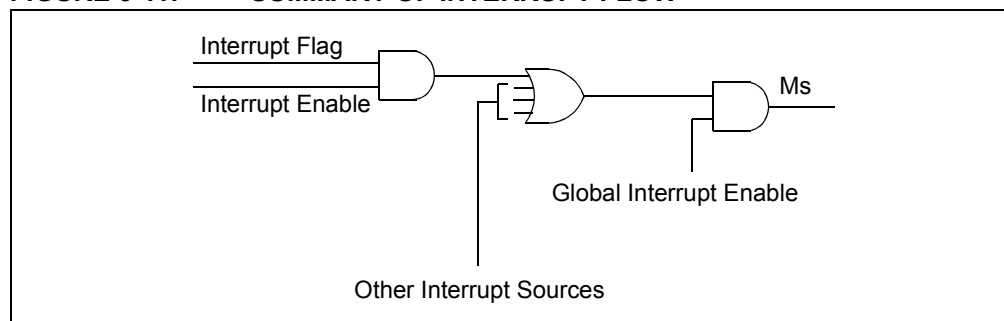 Interrupt Flag
Interrupt Enable
Ms
Global Interrupt Enable
Other Interrupt Sources